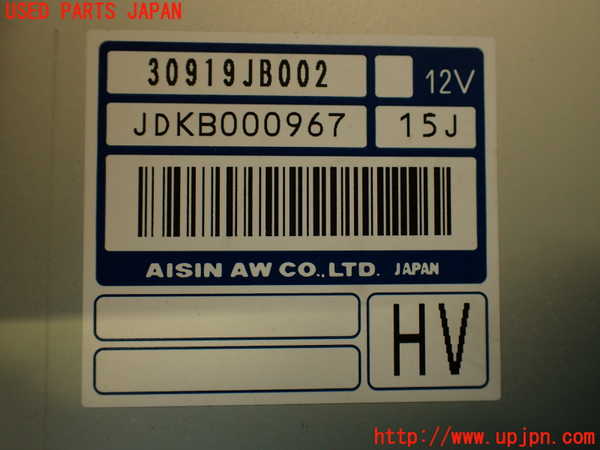 USED PARTS JAPAN
30919JB002
12V
JDKB000967
15J
AISIN AW CO.,LTD. JAPAN
HV
http://www.upjpn.com